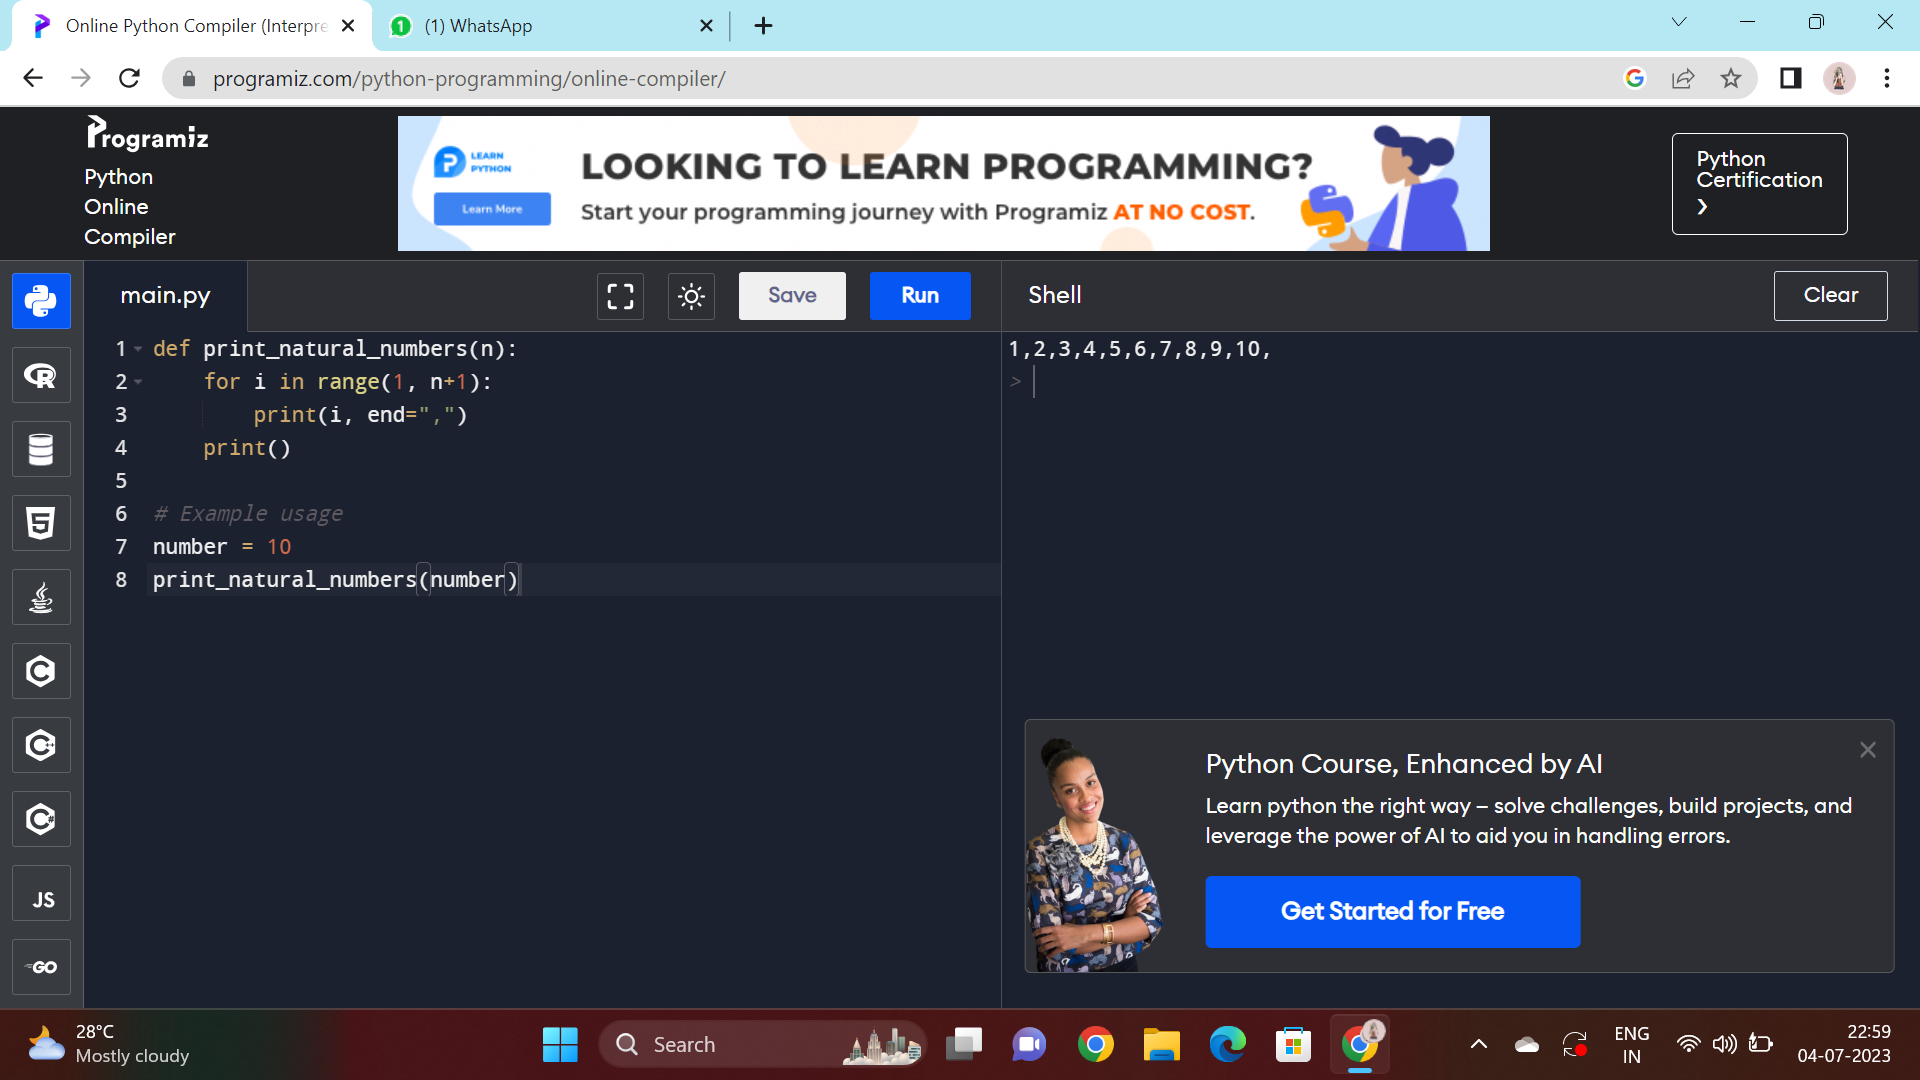 Online Python Compiler (Interpre
(1) WhatsApp
programiz.com/python-programming/online-compiler/
Programiz
Python
Online
Compiler
LEARN
PYTHON
Learn More
LOOKING TO LEARN PROGRAMMING?
Start your programming journey with Programiz AT NO COST.
Python
Certification
main.py
Save
Run
Shell
Clear
1 def print_natural_numbers(n):
2     for i in range(1, n+1):
3         print(i, end=",")
4     print()
5
6 # Example usage
7 number = 10
8 print_natural_numbers(number)
1,2,3,4,5,6,7,8,9,10,
>
Python Course, Enhanced by AI
Learn python the right way – solve challenges, build projects, and
leverage the power of AI to aid you in handling errors.
Get Started for Free
R
5
C
C++
C#
JS
GO
28°C
Mostly cloudy
Search
ENG
IN
22:59
04-07-2023